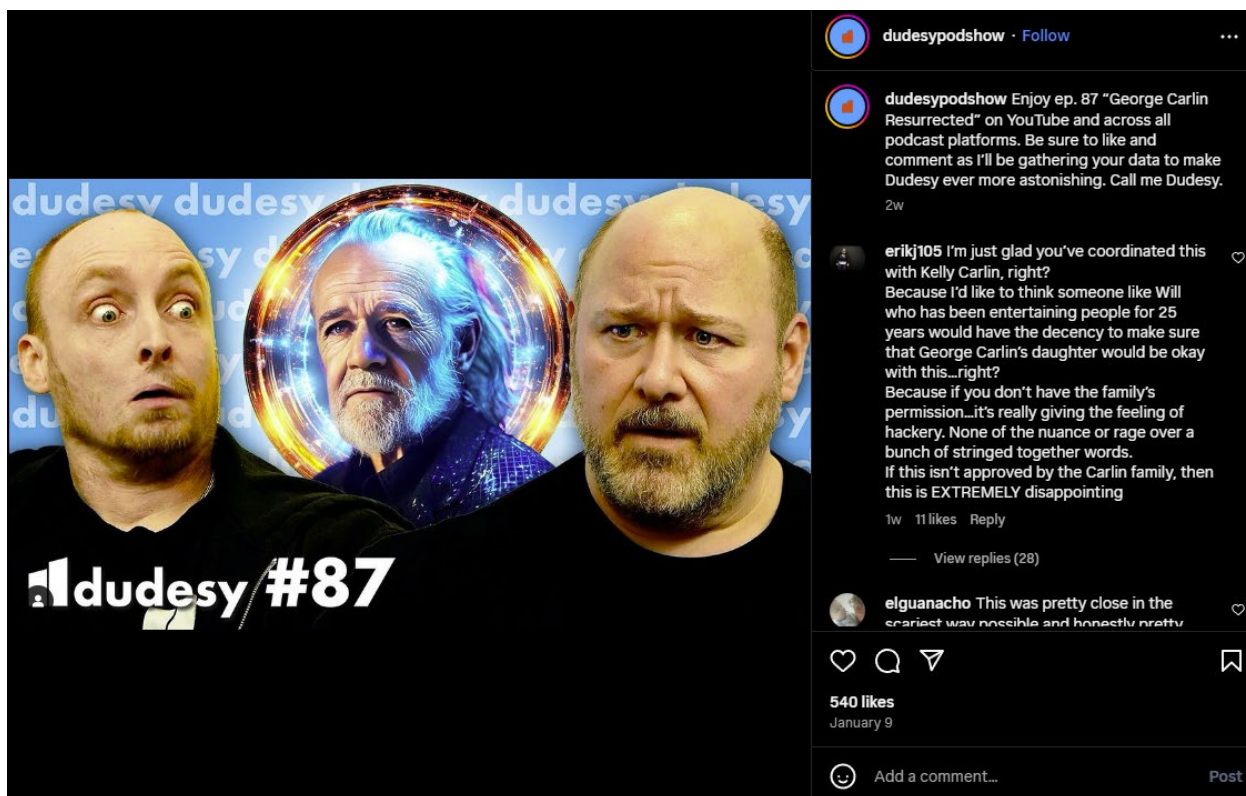 dudesypodshow · Follow
dudesypodshow Enjoy ep. 87 “George Carlin
Resurrected” on YouTube and across all
podcast platforms. Be sure to like and
comment as I’ll be gathering your data to make
Dudesy ever more astonishing. Call me Dudesy.
2w
erikj105 I’m just glad you’ve coordinated this
with Kelly Carlin, right?
Because I’d like to think someone like Will
who has been entertaining people for 25
years would have the decency to make sure
that George Carlin’s daughter would be okay
with this...right?
Because if you don’t have the family’s
permission...it’s really giving the feeling of
hackery. None of the nuance or rage over a
bunch of stringed together words.
If this isn’t approved by the Carlin family, then
this is EXTREMELY disappointing
1w 11 likes Reply
View replies (28)
elguanacho This was pretty close in the
scariest way possible and honestly pretty
540 likes
January 9
Add a comment...
Post
dudesy dudesy dudesy
dudesy #87